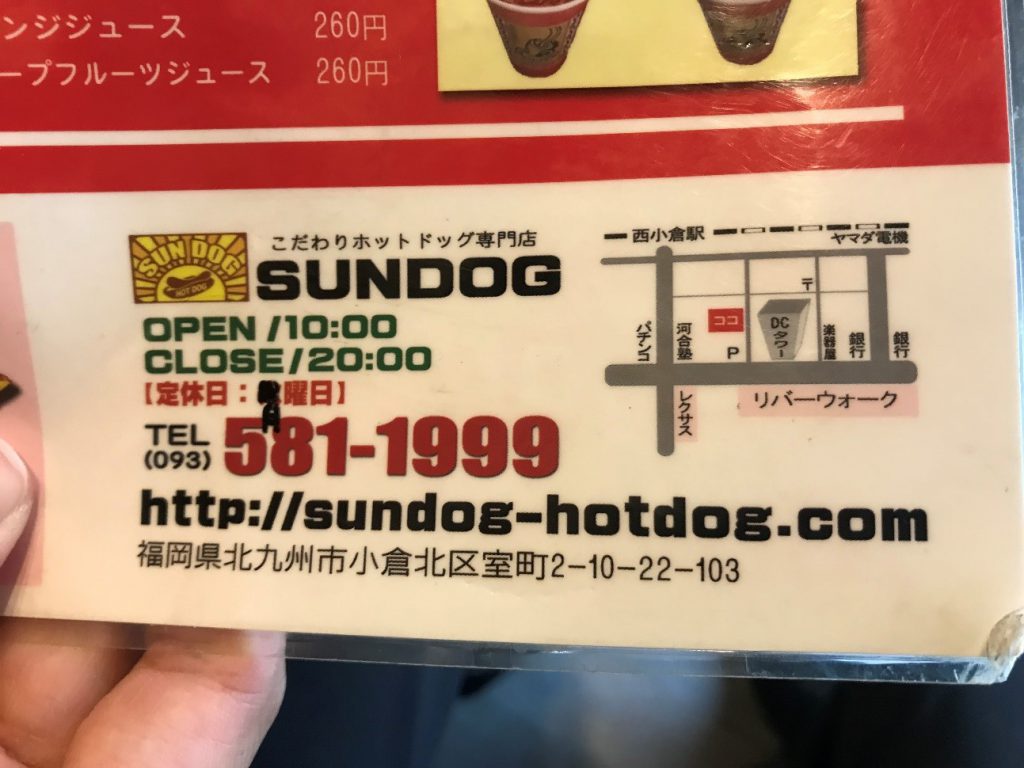 ンジジュース 260円
ープフルーツジュース 260円
SUN DOG
HOT DOG
こだわりホットドッグ専門店
SUNDOG
OPEN /10:00
CLOSE/20:00
【定休日: 曜日】
月
TEL
(093) 581-1999
http://sundog-hotdog.com
福岡県北九州市小倉北区室町2-10-22-103
西小倉駅
ヤマダ電機
〒
パチンコ
河合塾
ココ
P
DCタワー
楽器屋
銀行
銀行
レクサス
リバーウォーク